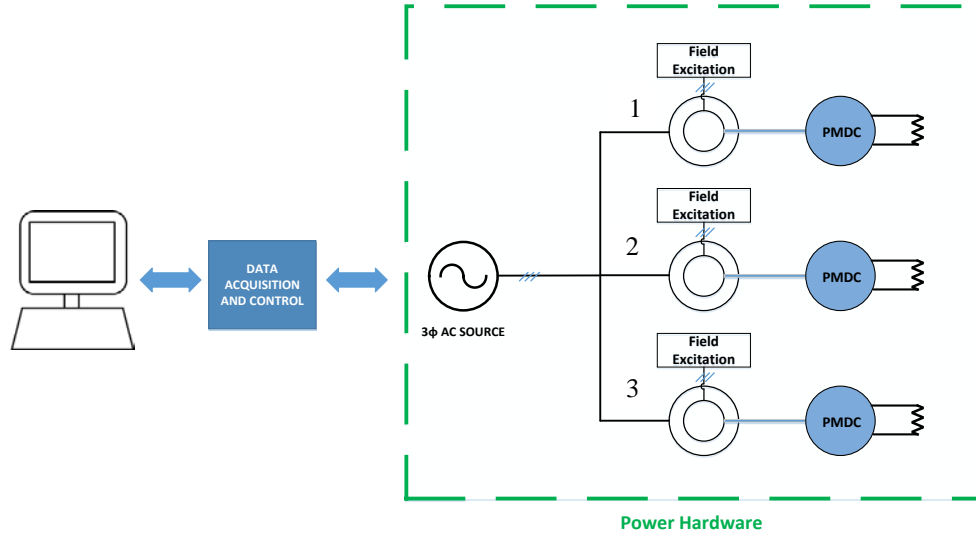 Field
Excitation
1
PMDC
Field
Excitation
2
PMDC
DATA
ACQUISITION
AND CONTROL
3ϕ AC SOURCE
Field
Excitation
3
PMDC
Power Hardware